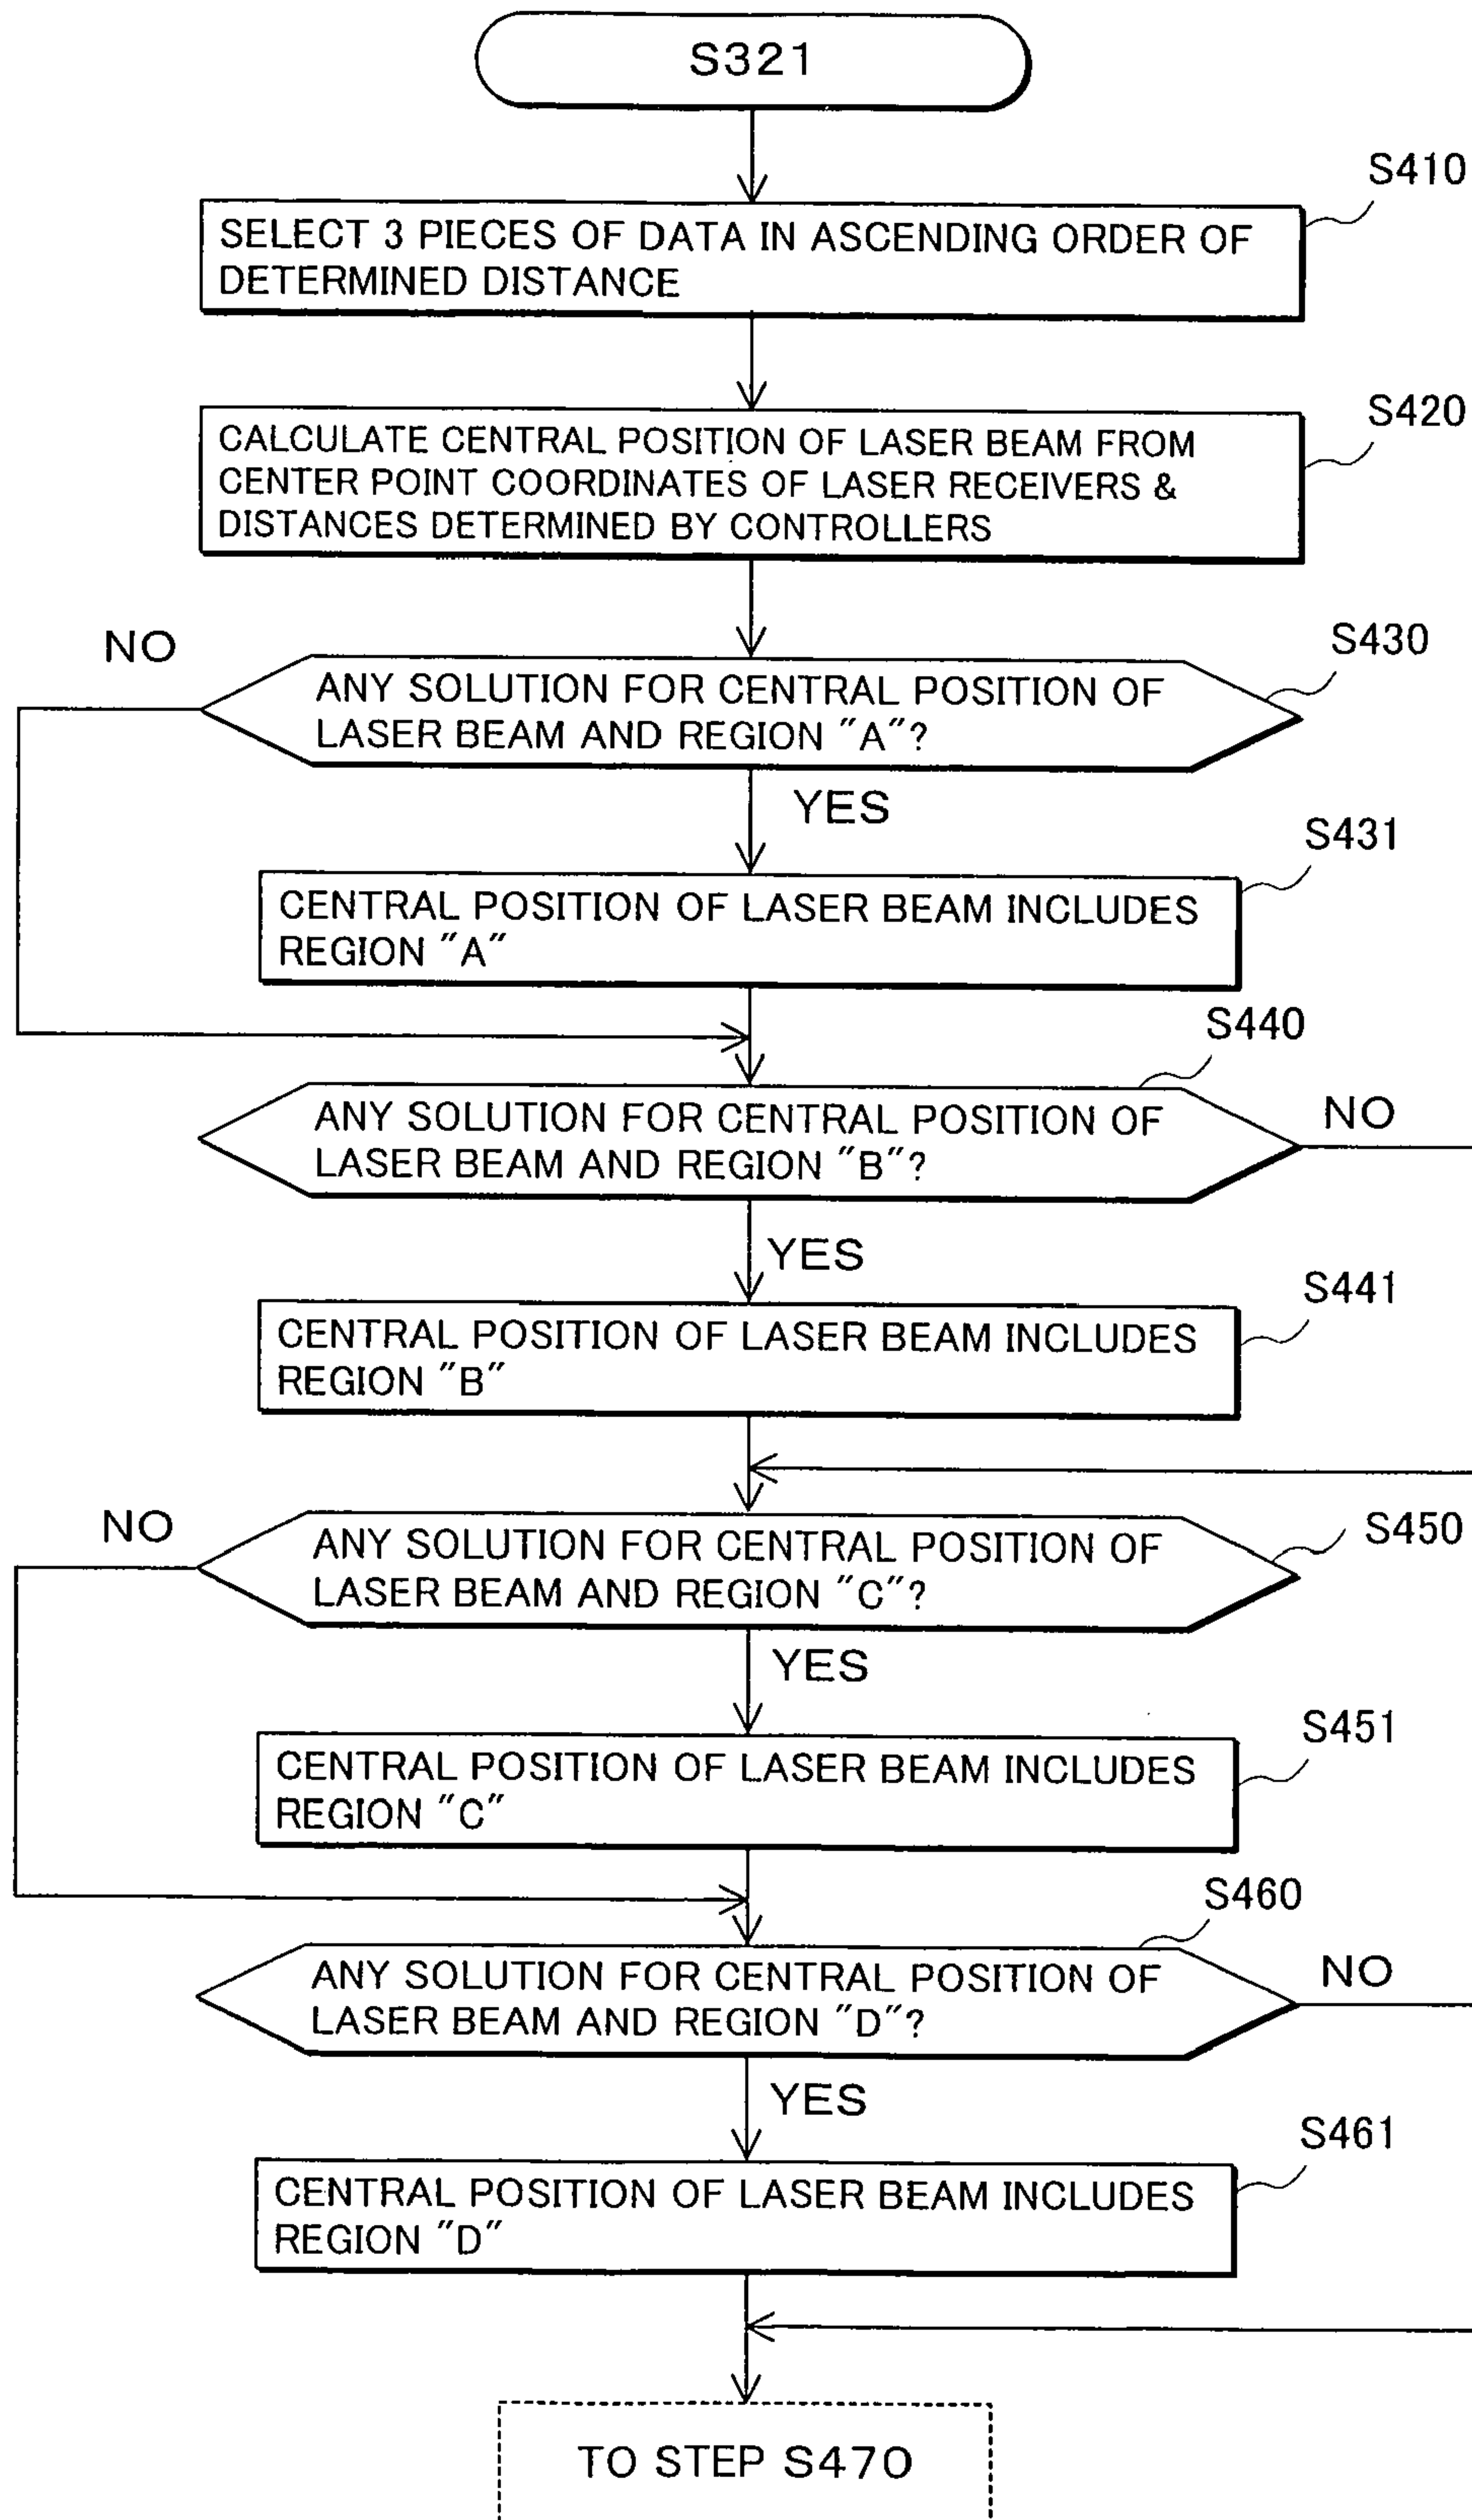 S321
S410
SELECT 3 PIECES OF DATA IN ASCENDING ORDER OF
DETERMINED DISTANCE
S420
CALCULATE CENTRAL POSITION OF LASER BEAM FROM
CENTER POINT COORDINATES OF LASER RECEIVERS &
DISTANCES DETERMINED BY CONTROLLERS
NO
S430
ANY SOLUTION FOR CENTRAL POSITION OF
LASER BEAM AND REGION "A"?
YES
S431
CENTRAL POSITION OF LASER BEAM INCLUDES
REGION "A"
S440
ANY SOLUTION FOR CENTRAL POSITION OF
LASER BEAM AND REGION "B"?
NO
YES
S441
CENTRAL POSITION OF LASER BEAM INCLUDES
REGION "B"
NO
S450
ANY SOLUTION FOR CENTRAL POSITION OF
LASER BEAM AND REGION "C"?
YES
S451
CENTRAL POSITION OF LASER BEAM INCLUDES
REGION "C"
S460
ANY SOLUTION FOR CENTRAL POSITION OF
LASER BEAM AND REGION "D"?
NO
YES
S461
CENTRAL POSITION OF LASER BEAM INCLUDES
REGION "D"
TO STEP S470